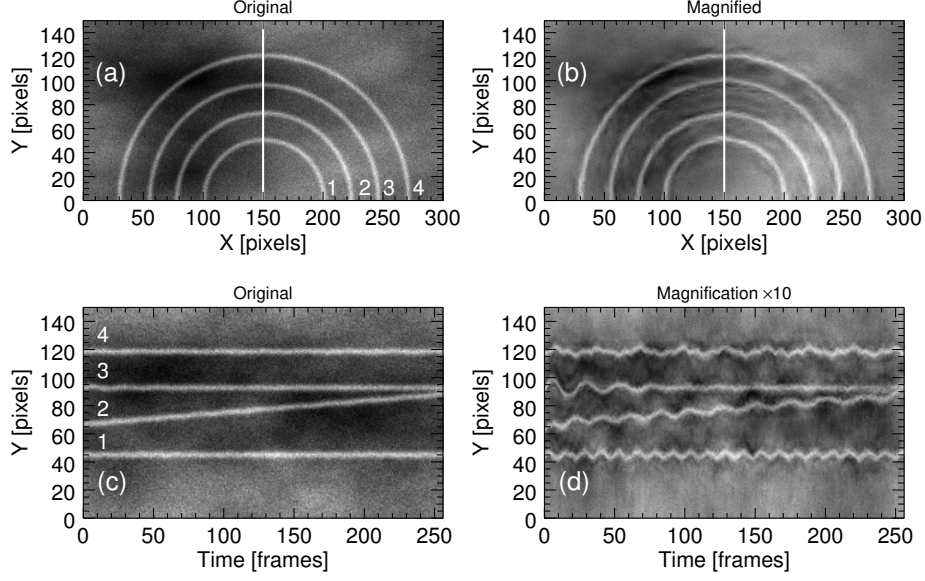 Original
Y [pixels]
140
120
100
80
60
40
20
0
(a)
1 2 3 4
0 50 100 150 200 250 300
X [pixels]
Magnified
Y [pixels]
140
120
100
80
60
40
20
0
(b)
0 50 100 150 200 250 300
X [pixels]
Original
Y [pixels]
140
120
100
80
60
40
20
0
4
3
2
1
(c)
0 50 100 150 200 250
Time [frames]
Magnification ×10
Y [pixels]
140
120
100
80
60
40
20
0
(d)
0 50 100 150 200 250
Time [frames]